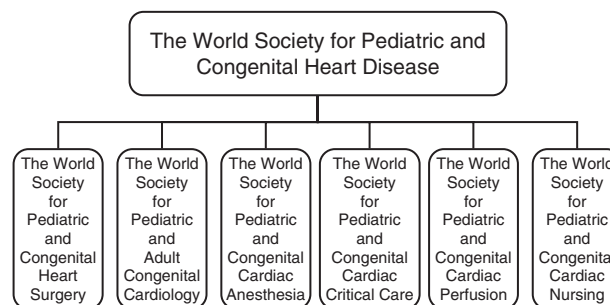 The World Society for Pediatric and
Congenital Heart Disease
The World
Society
for
Pediatric
and
Congenital
Heart
Surgery
The World
Society
for
Pediatric
and
Adult
Congenital
Cardiology
The World
Society
for
Pediatric
and
Congenital
Cardiac
Anesthesia
The World
Society
for
Pediatric
and
Congenital
Cardiac
Critical Care
The World
Society
for
Pediatric
and
Congenital
Cardiac
Perfusion
The World
Society
for
Pediatric
and
Congenital
Cardiac
Nursing